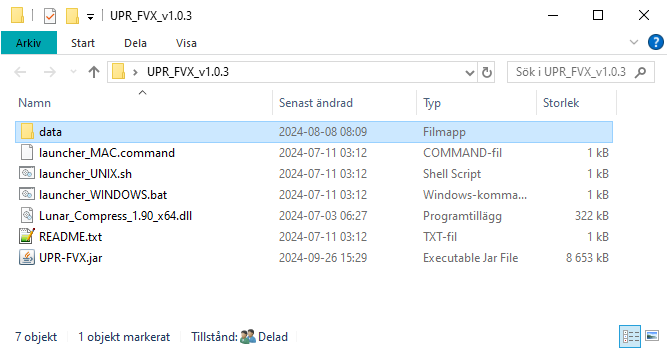 UPR_FVX_v1.0.3
Arkiv Start Dela Visa
UPR_FVX_v1.0.3 Sök i UPR_FVX_v1.0.3
Namn Senast ändrad Typ Storlek
data 2024-08-08 08:09 Filmapp
launcher_MAC.command 2024-07-11 03:12 COMMAND-fil 1 kB
launcher_UNIX.sh 2024-07-11 03:12 Shell Script 1 kB
launcher_WINDOWS.bat 2024-07-11 03:12 Windows-komma... 1 kB
Lunar_Compress_1.90_x64.dll 2024-07-03 06:27 Programtillägg 322 kB
README.txt 2024-07-11 03:12 TXT-fil 1 kB
UPR-FVX.jar 2024-09-26 15:29 Executable Jar File 8 653 kB
7 objekt 1 objekt markerat Tillstånd: Delad